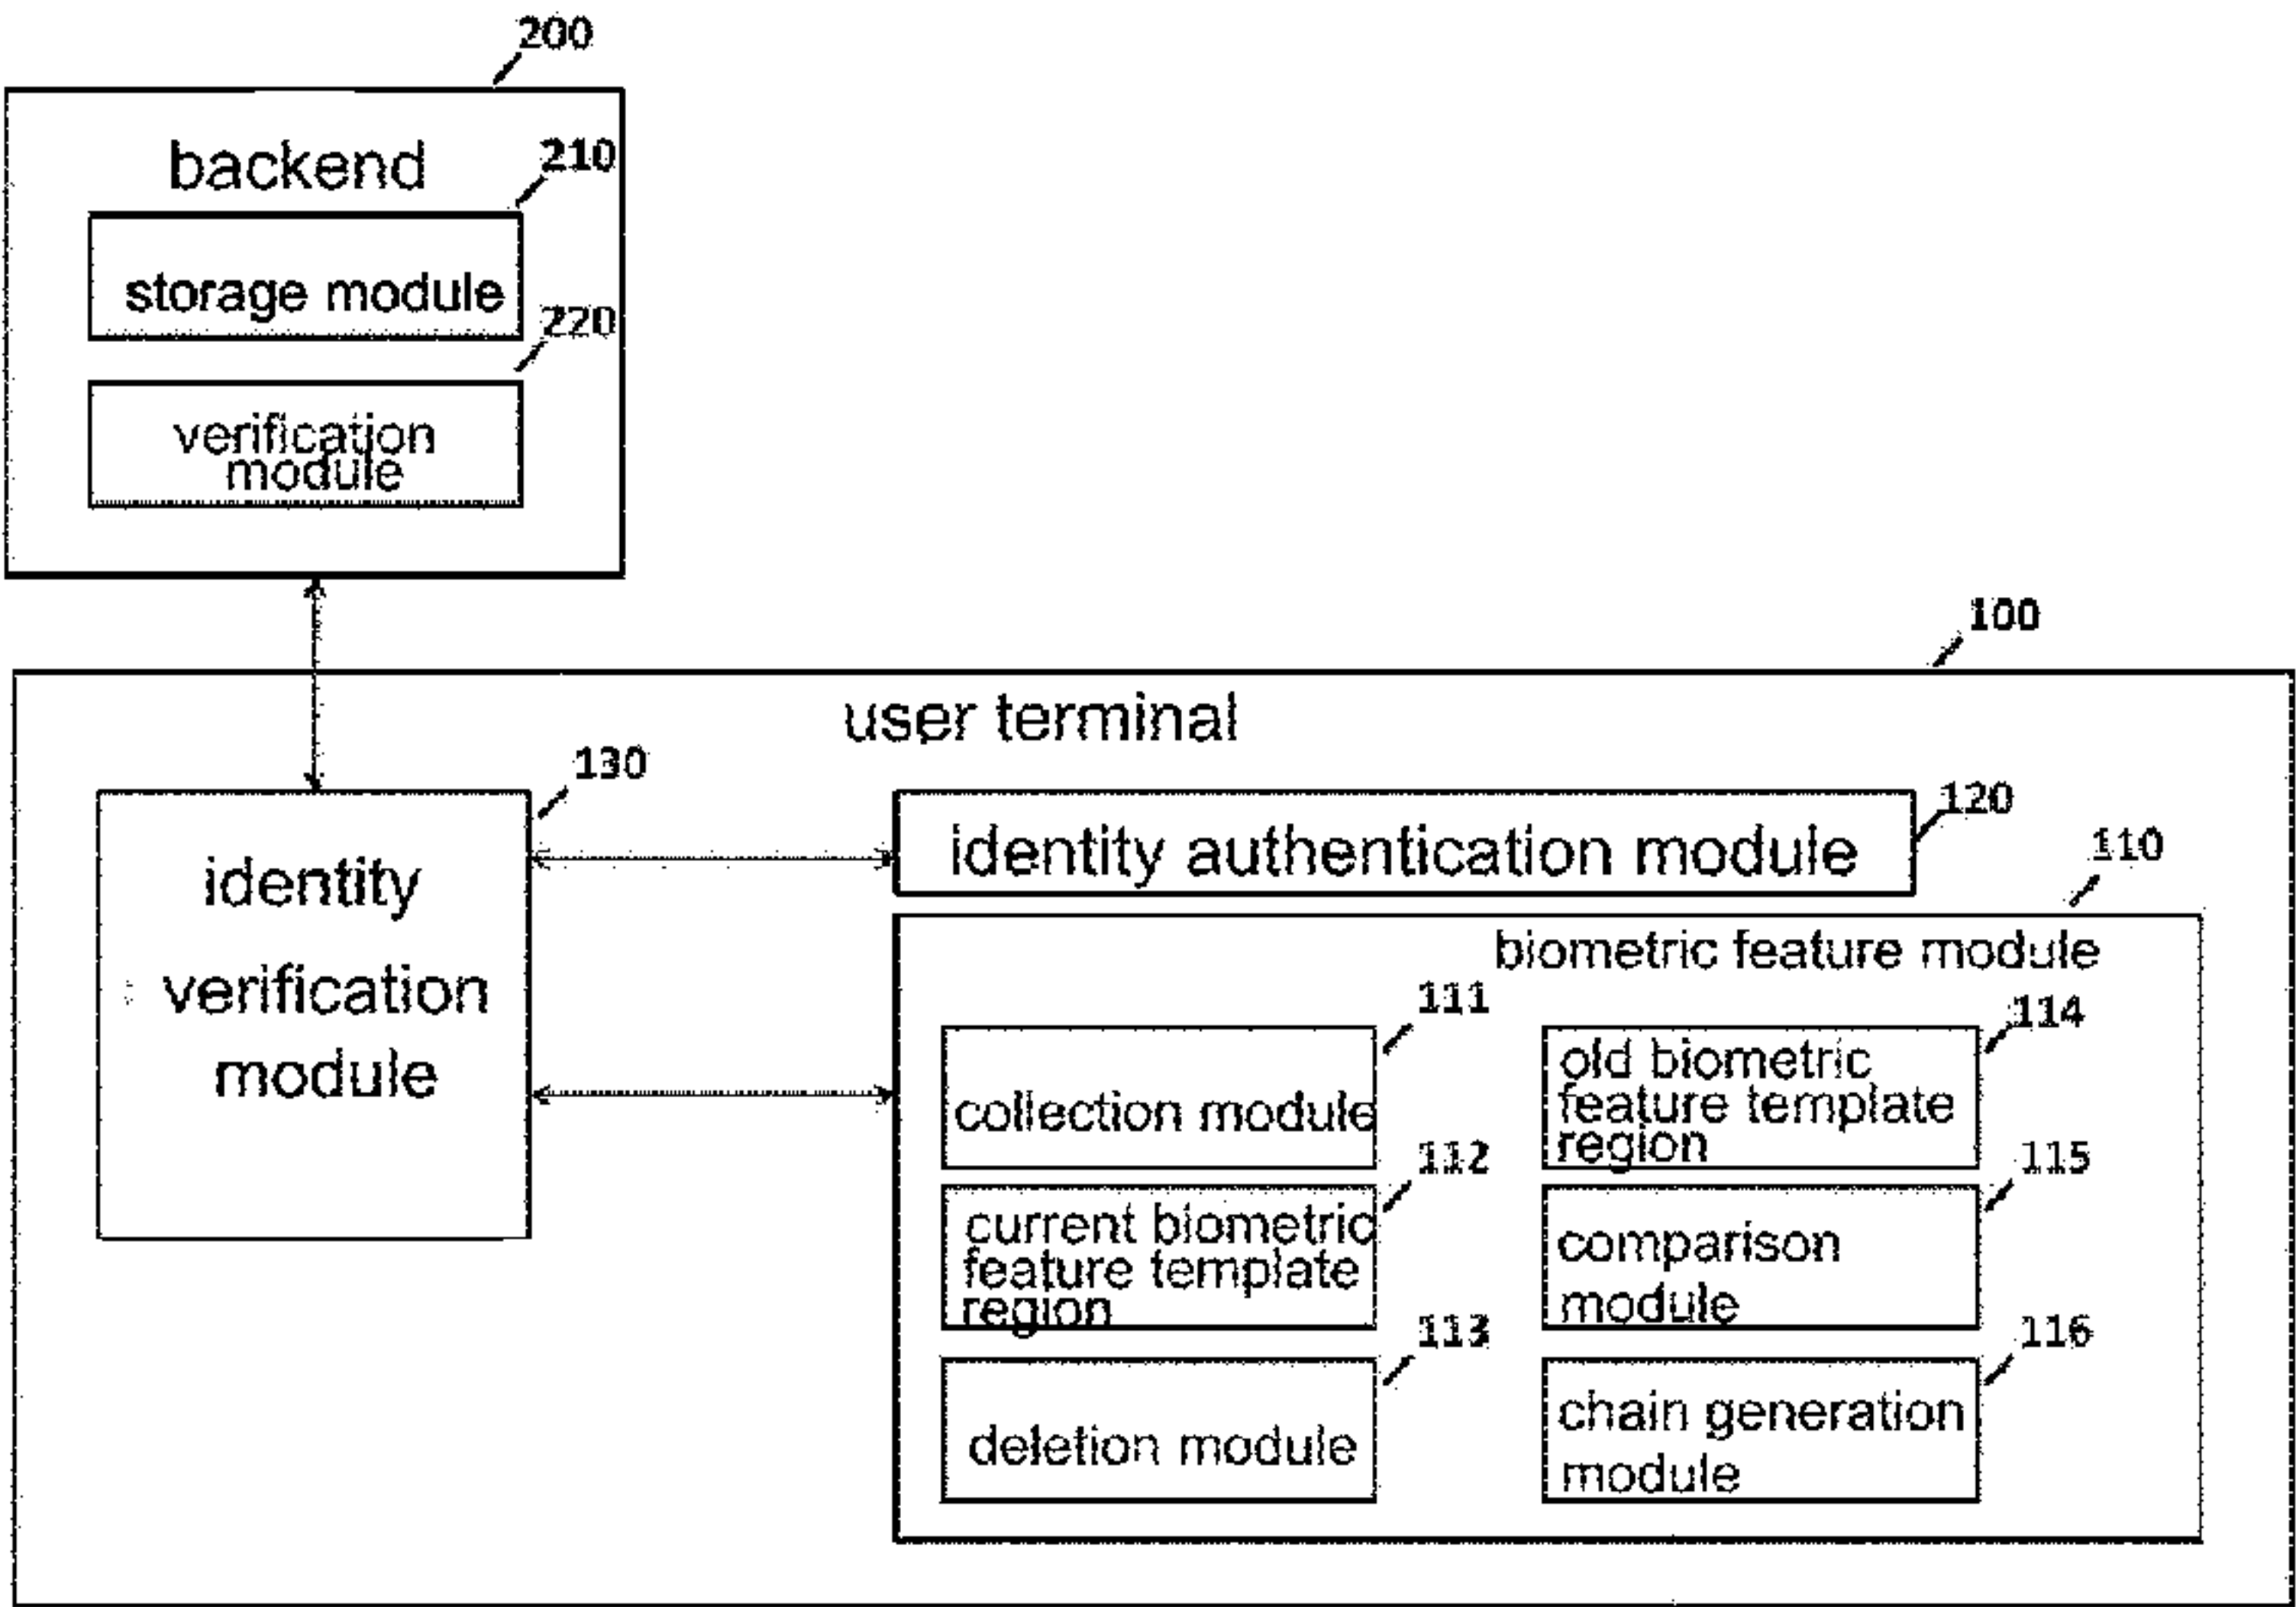 200
backend
210
storage module
220
verification
module
100
user terminal
130
identity
verification
module
120
identity authentication module
110
biometric feature module
111
collection module
112
current biometric
feature template
region
113
deletion module
114
old biometric
feature template
region
115
comparison
module
116
chain generation
module